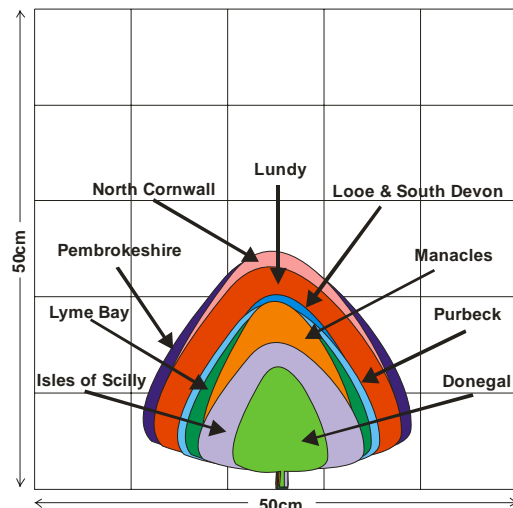 Lundy
North Cornwall
Looe & South Devon
Pembrokeshire
Manacles
50cm
Lyme Bay
Purbeck
Isles of Scilly
Donegal
50cm